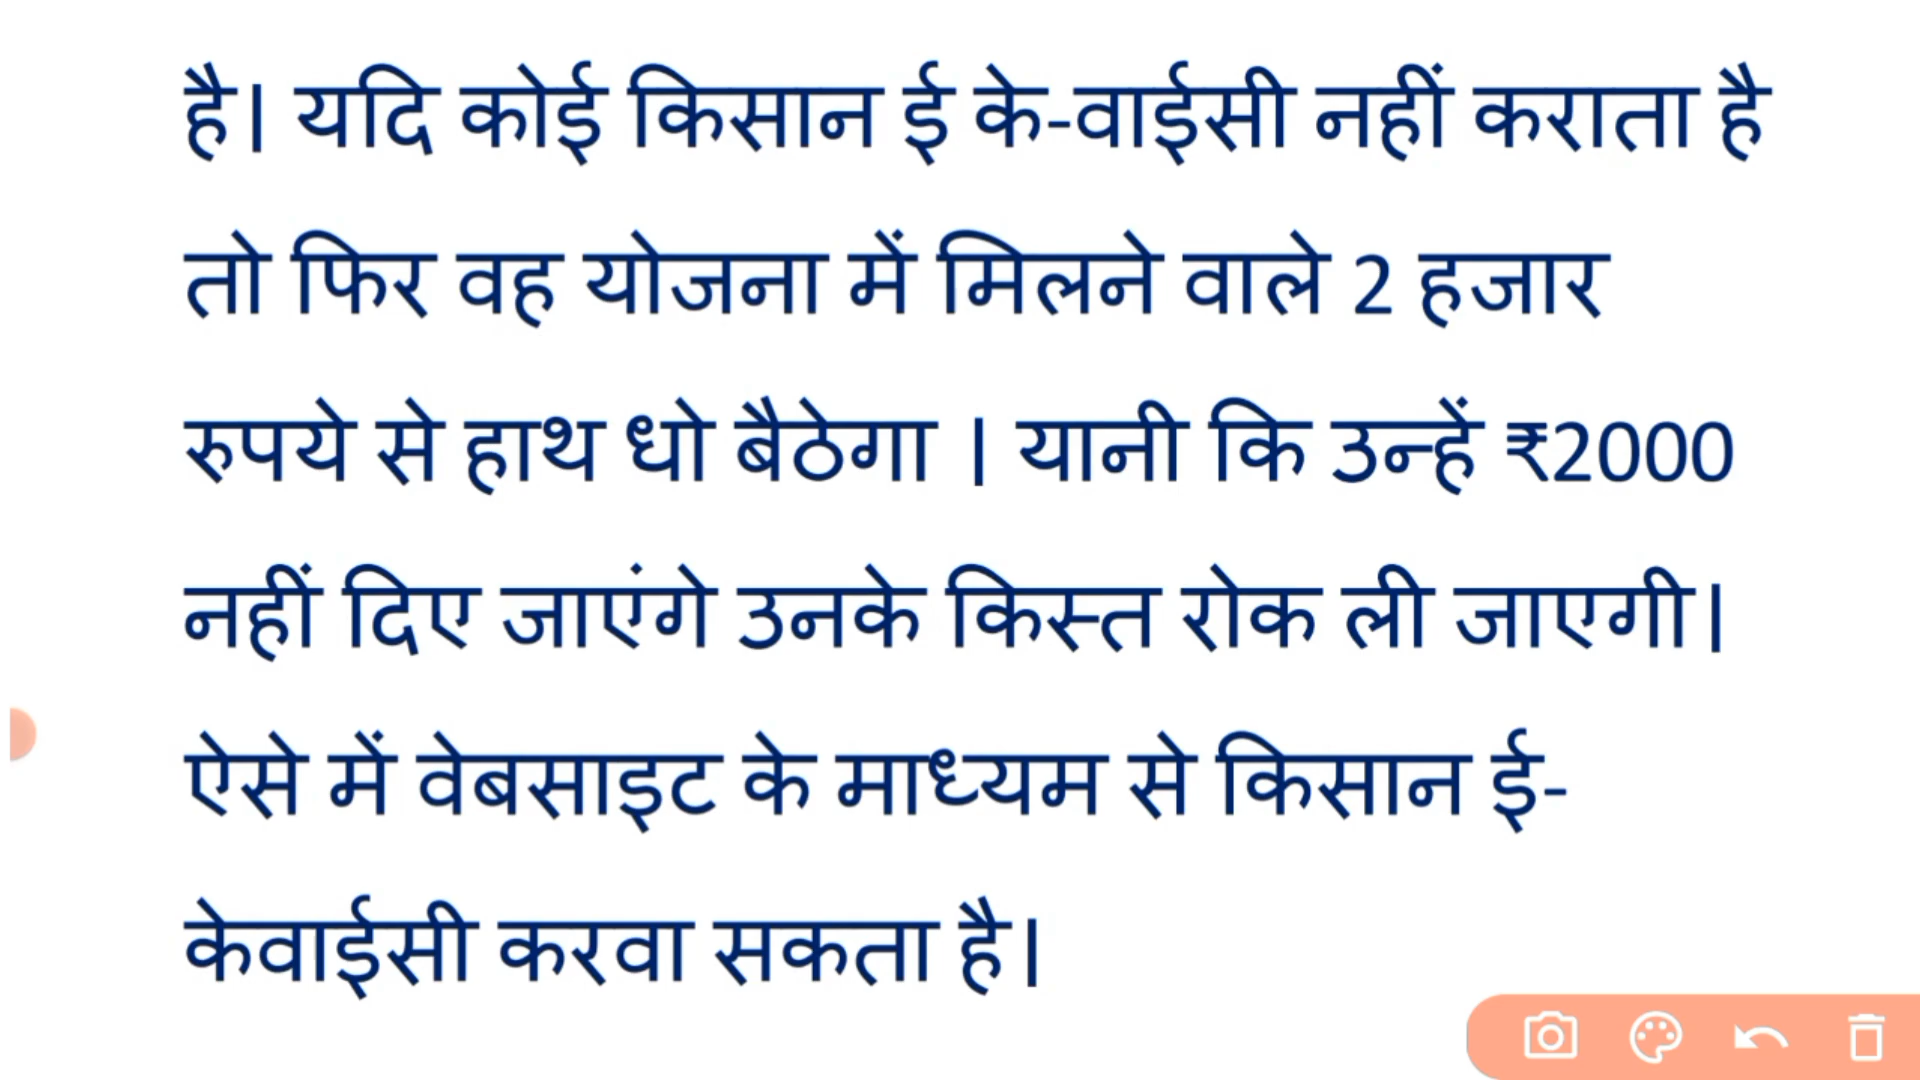 है। यदि कोई किसान ई के-वाईसी नहीं कराता है
तो फिर वह योजना में मिलने वाले 2 हजार
रुपये से हाथ धो बैठेगा । यानी कि उन्हें ₹2000
नहीं दिए जाएंगे उनके किस्त रोक ली जाएगी।
ऐसे में वेबसाइट के माध्यम से किसान ई-
केवाईसी करवा सकता है।